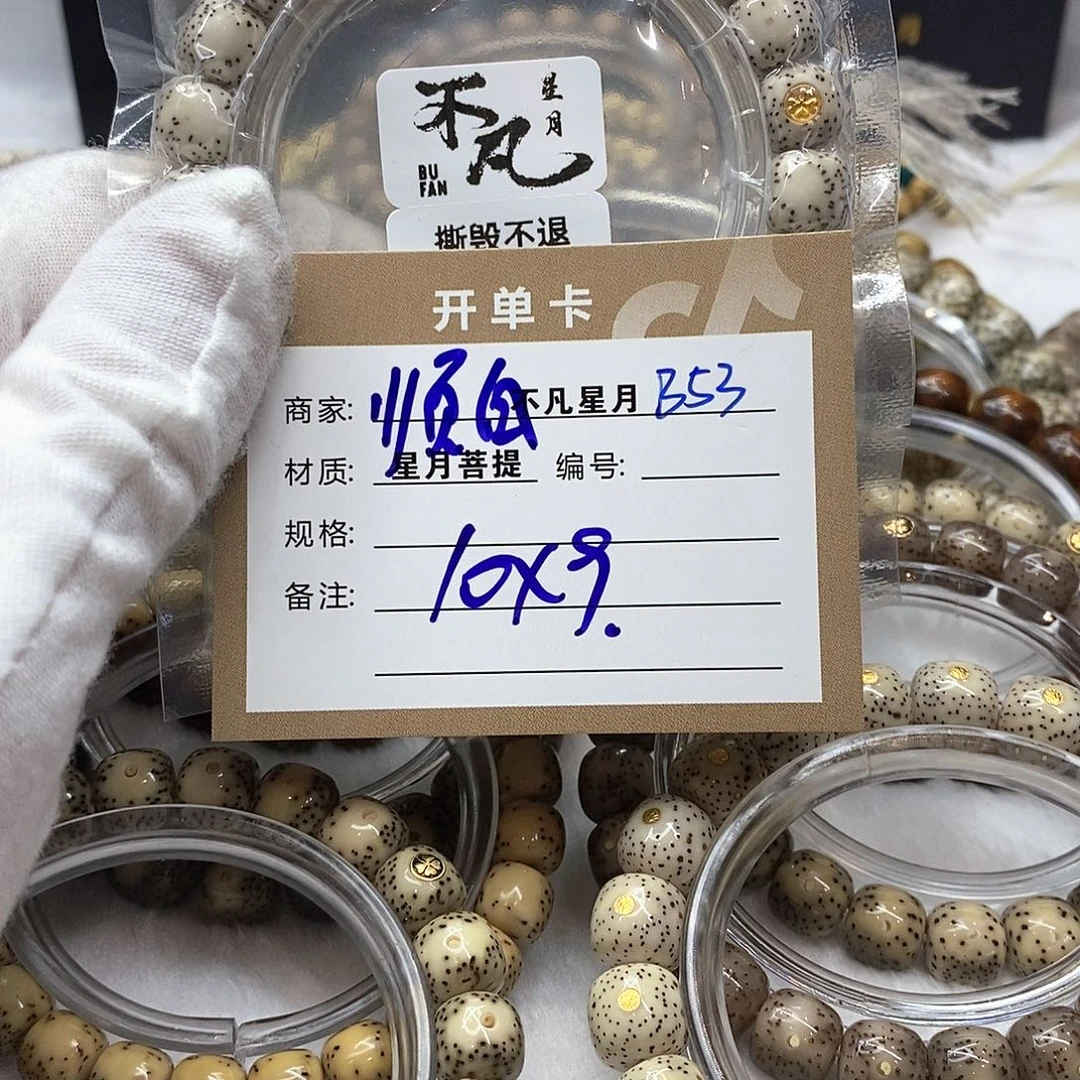 不凡
星月
BU
FAN
撕毁不退
开单卡
商家: 顺白 不凡星月 B53
材质: 星月菩提 编号:
规格:
10X9.
备注: